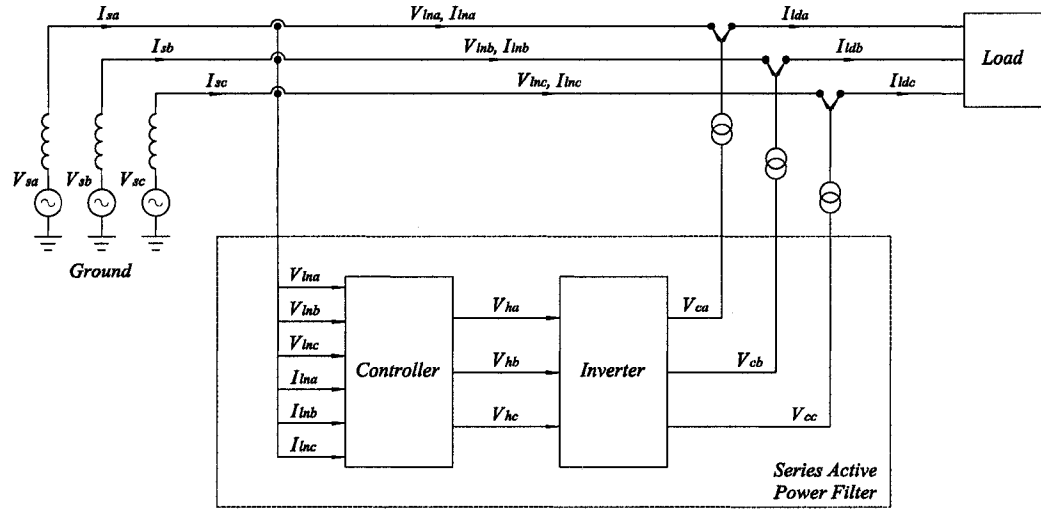 Isa
Vlna, Ilna
Ilda
Isb
Vlnb, Ilnb
Ildb
Load
Isc
Vlnc, Ilnc
Ildc
Vsa
Vsb
Vsc
Ground
Vlna
Vlnb
Vlnc
Ilna
Ilnb
Ilnc
Controller
Vha
Vhb
Vhc
Inverter
Vca
Vcb
Vcc
Series Active
Power Filter